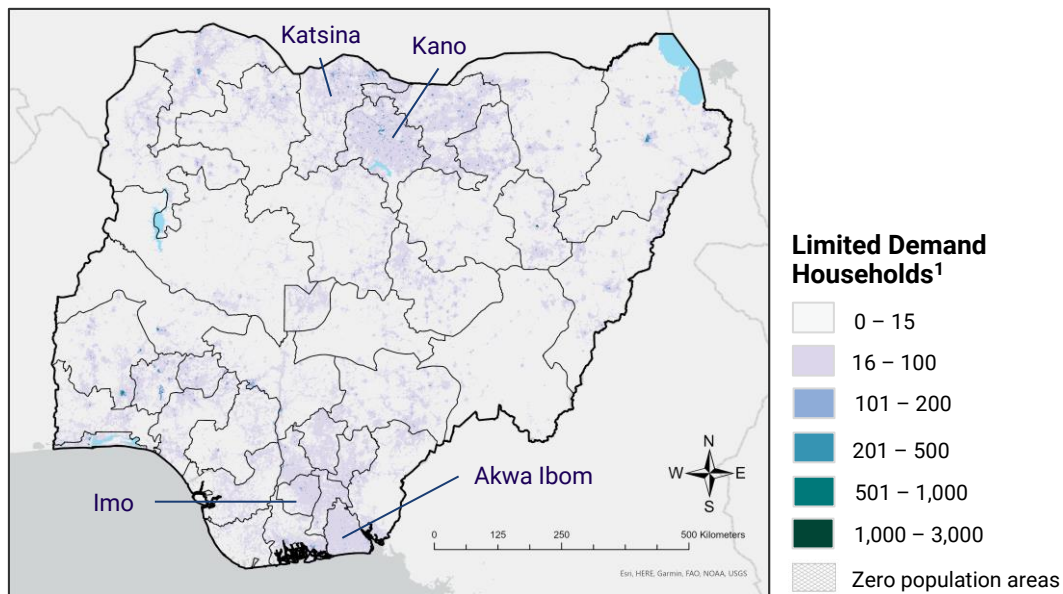 Katsina
Kano
Imo
Akwa Ibom
N
W E
S
0 125 250 500 Kilometers
Esri, HERE, Garmin, FAO, NOAA, USGS
Limited Demand
Households¹
0 – 15
16 – 100
101 – 200
201 – 500
501 – 1,000
1,000 – 3,000
Zero population areas